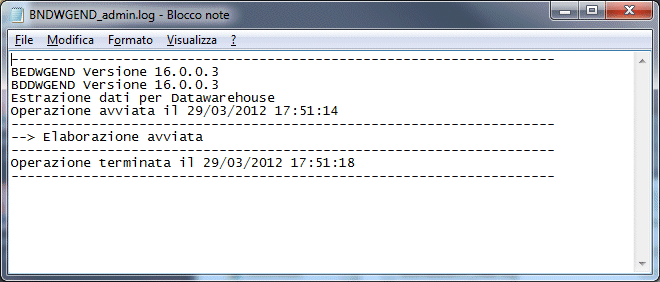 BNDWGEND_admin.log - Blocco note
File Modifica Formato Visualizza ?
--------------------------------------------------------------------
BEDWGEND Versione 16.0.0.3
BDDWGEND Versione 16.0.0.3
Estrazione dati per Datawarehouse
Operazione avviata il 29/03/2012 17:51:14
--------------------------------------------------------------------
--> Elaborazione avviata
--------------------------------------------------------------------
Operazione terminata il 29/03/2012 17:51:18
--------------------------------------------------------------------